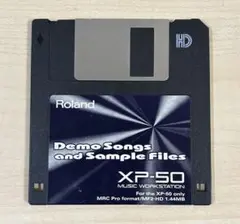 HD
Roland
Demo Songs
and Sample Files
XP-50
MUSIC WORKSTATION
For the XP-50 only
MRC Pro format/MF2-HD 1.44MB